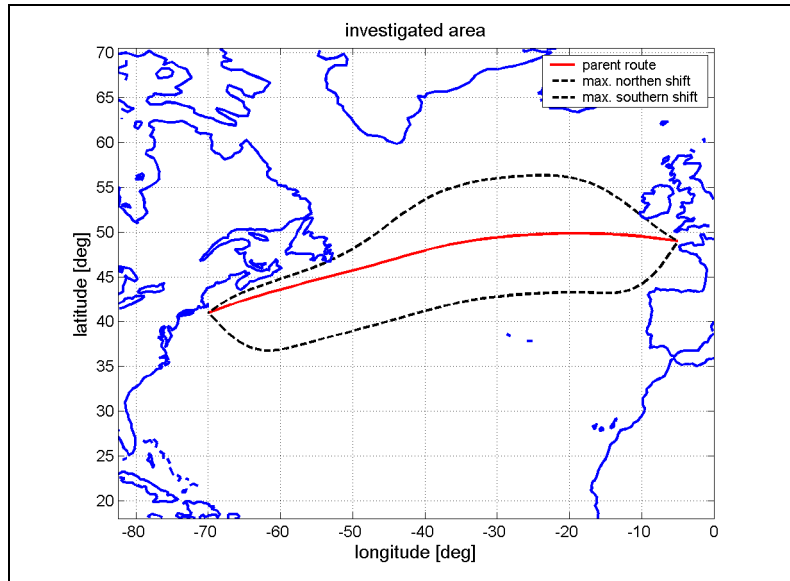 investigated area
parent route
max. northen shift
max. southern shift
latitude [deg]
70
65
60
55
50
45
40
35
30
25
20
-80 -70 -60 -50 -40 -30 -20 -10 0
longitude [deg]